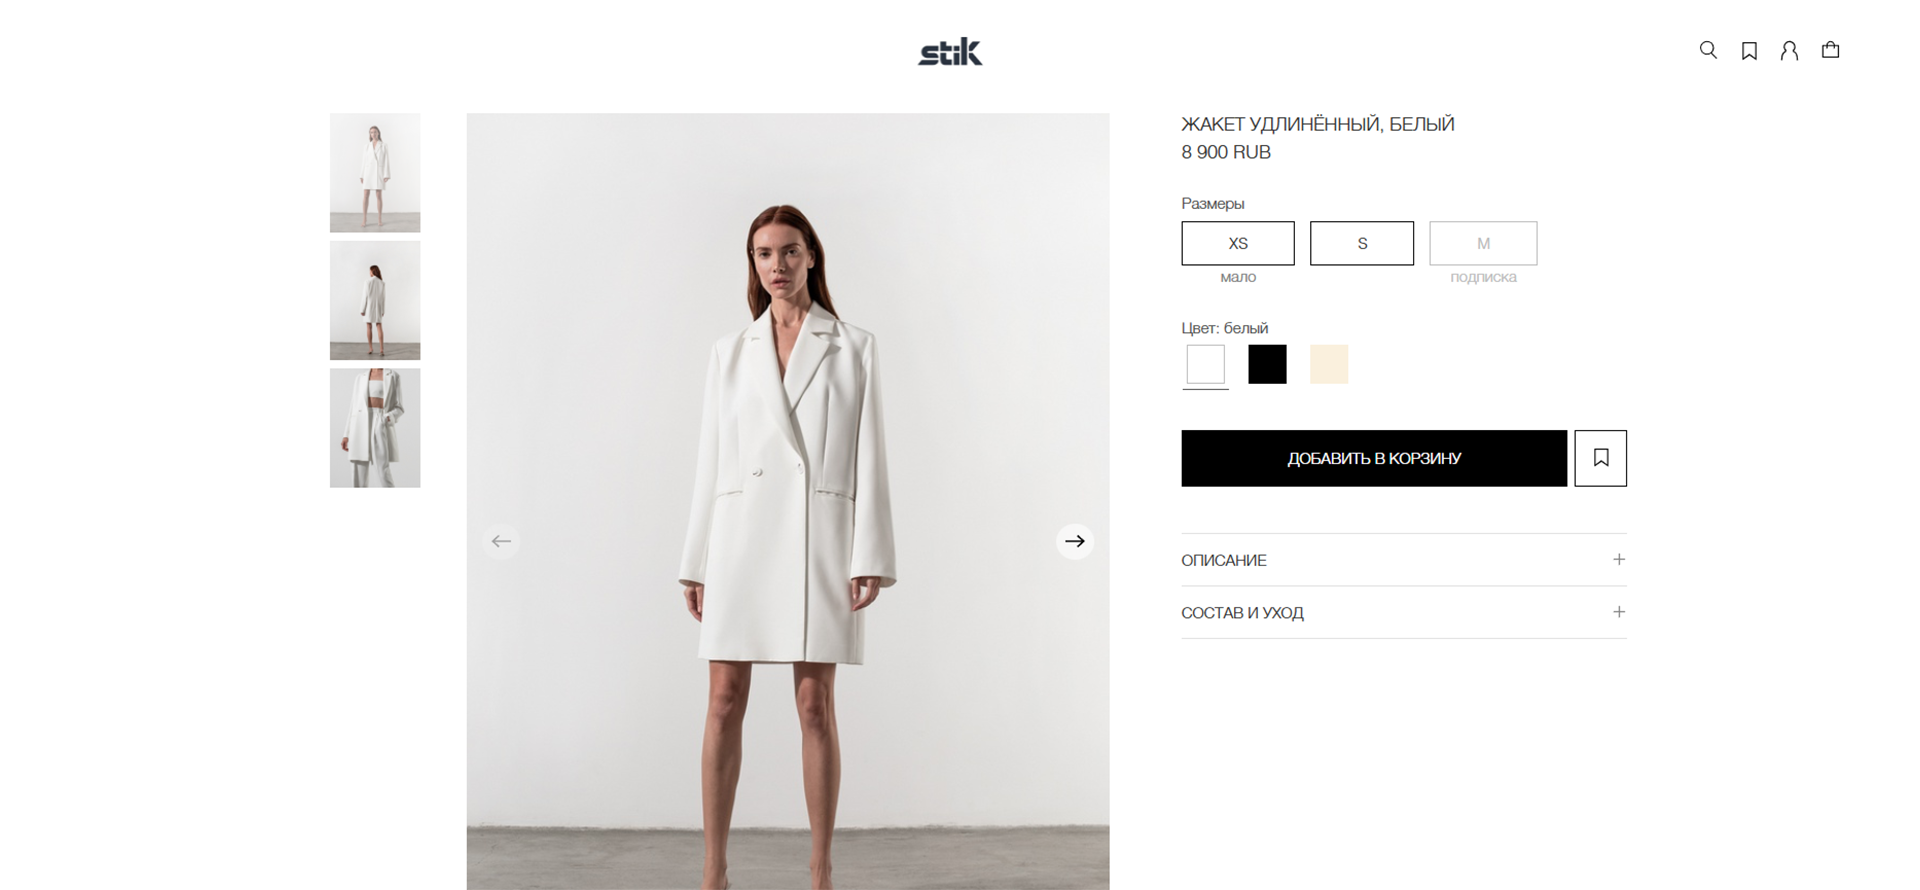 stik
ЖАКЕТ УДЛИНЁННЫЙ, БЕЛЫЙ
8 900 RUB
Размеры
XS
S
M
мало
подписка
Цвет: белый
ДОБАВИТЬ В КОРЗИНУ
ОПИСАНИЕ
СОСТАВ И УХОД